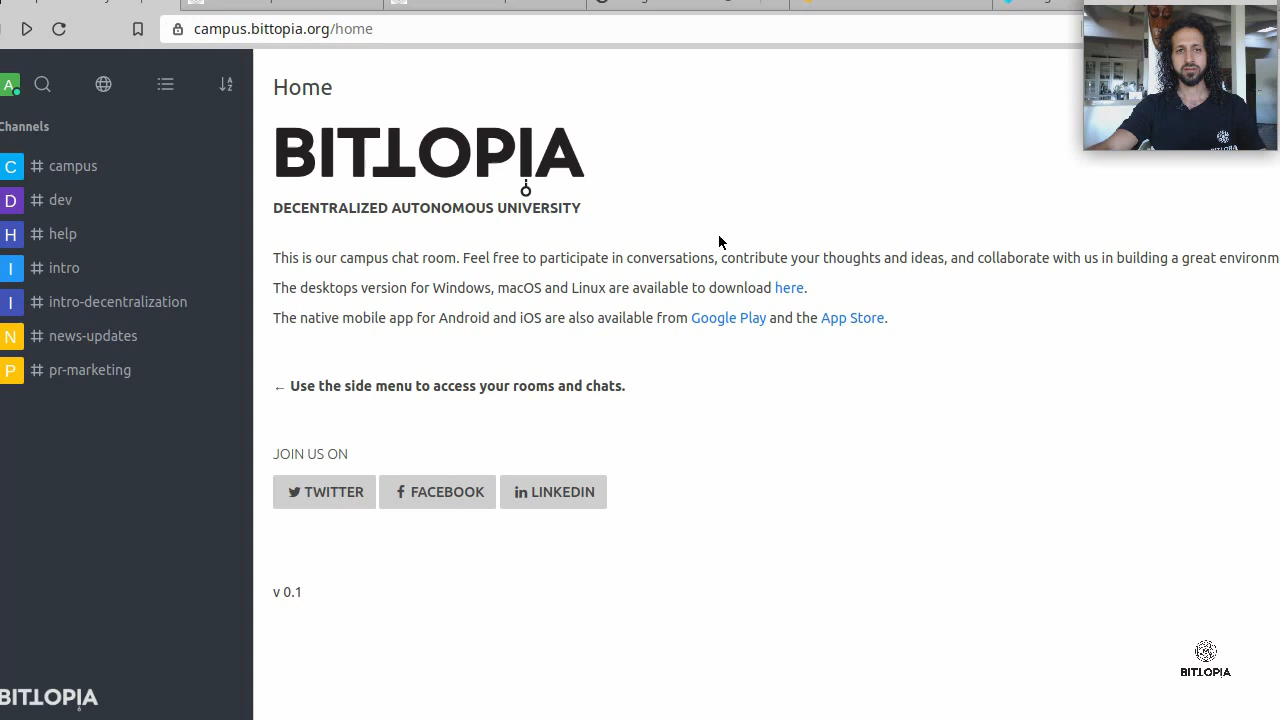 campus.bittopia.org/home
A
Channels
C # campus
D # dev
H # help
I # intro
I # intro-decentralization
N # news-updates
P # pr-marketing
BITTOPIA
Home
BITTOPIA
DECENTRALIZED AUTONOMOUS UNIVERSITY
This is our campus chat room. Feel free to participate in conversations, contribute your thoughts and ideas, and collaborate with us in building a great environm
The desktops version for Windows, macOS and Linux are available to download here.
The native mobile app for Android and iOS are also available from Google Play and the App Store.
← Use the side menu to access your rooms and chats.
JOIN US ON
TWITTER
FACEBOOK
LINKEDIN
v 0.1
BITTOPIA